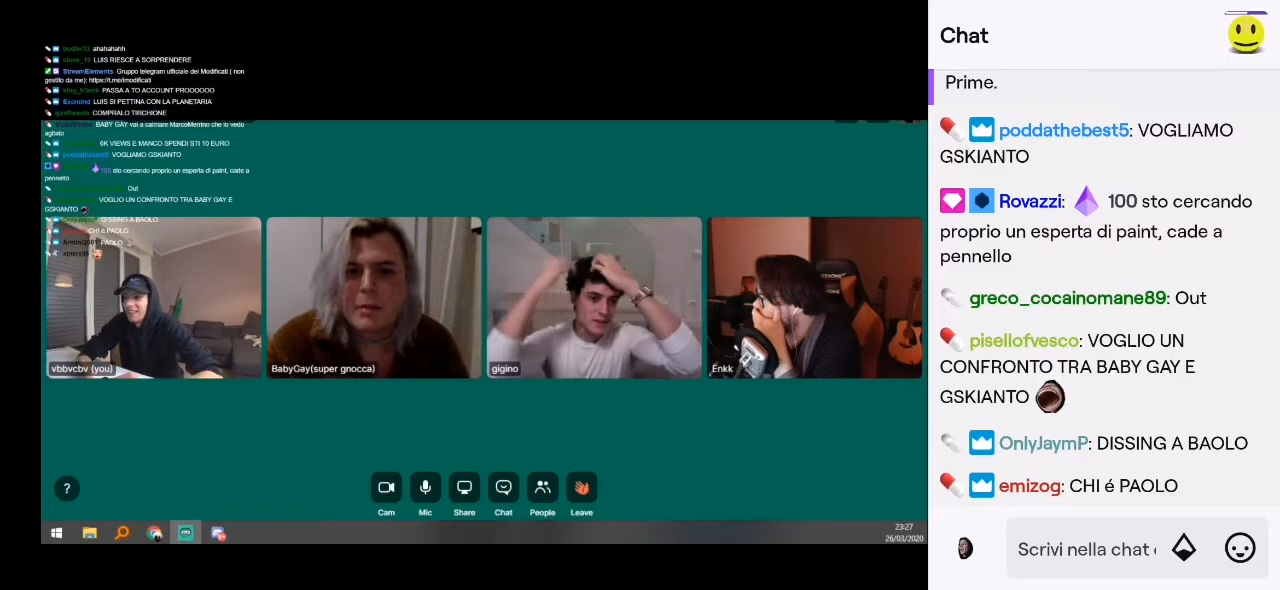 budler33 ahahahahh
LUIS RIESCE A SORPRENDERE
StreamElements Gruppo telegram ufficiale dei Modificati ( non
gestito da me): https://t.me/imodificati
PASSA A TO ACCOUNT PROOOOOO
Exomind LUIS SI PETTINA CON LA PLANETARIA
COMPRALO TIRCHIONE
BABY GAY vai a calmare MarcoMerrino che lo vedo
agitato
6K VIEWS E MANCO SPENDI STI 10 EURO
poddathebest5 VOGLIAMO GSKIANTO
100 sto cercando proprio un esperta di paint, cade a
pennello
Out
VOGLIO UN CONFRONTO TRA BABY GAY E
GSKIANTO
OnlyJaymP DISSING A BAOLO
CHI é PAOLO
PAOLO
vbbvcbv (you)
BabyGay(super gnocca)
gigino
Enkk
?
Cam
Mic
Share
Chat
People
Leave
23:27
26/03/2020
Chat
Prime.
poddathebest5: VOGLIAMO
GSKIANTO
Rovazzi: 100 sto cercando
proprio un esperta di paint, cade a
pennello
greco_cocainomane89: Out
pisellofvesco: VOGLIO UN
CONFRONTO TRA BABY GAY E
GSKIANTO
OnlyJaymP: DISSING A BAOLO
emizog: CHI é PAOLO
Scrivi nella chat